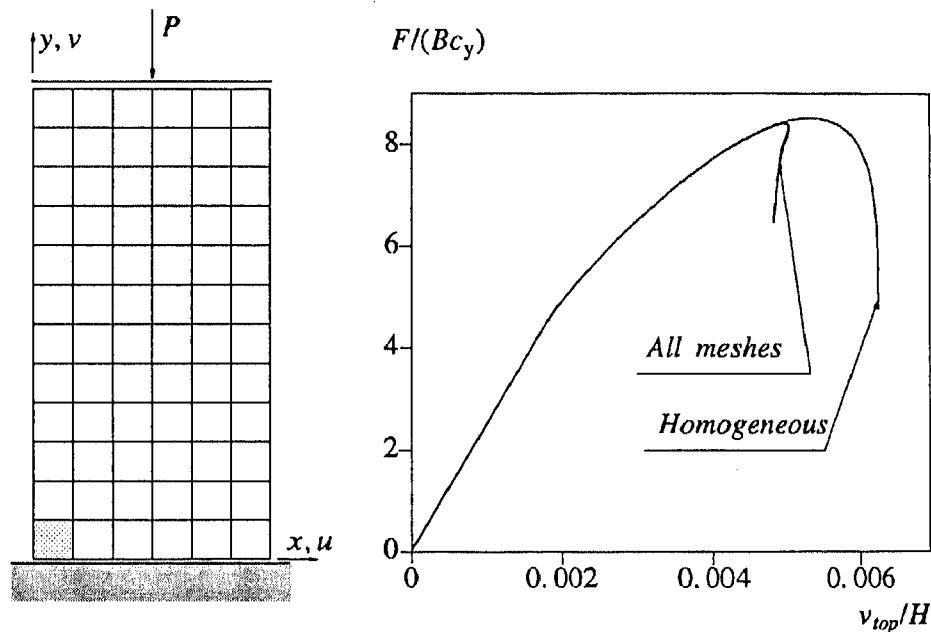 y, v
P
x, u
F/(Bc_y)
8
6
4
2
0
0
0.002
0.004
0.006
All meshes
Homogeneous
v_top/H